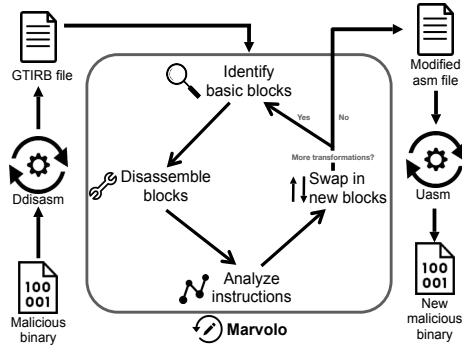 GTIRB file
Ddisasm
100
001
Malicious
binary
Identify
basic blocks
Yes
No
More transformations?
Disassemble
blocks
Swap in
new blocks
Analyze
instructions
Marvolo
Modified
asm file
Uasm
100
001
New
malicious
binary